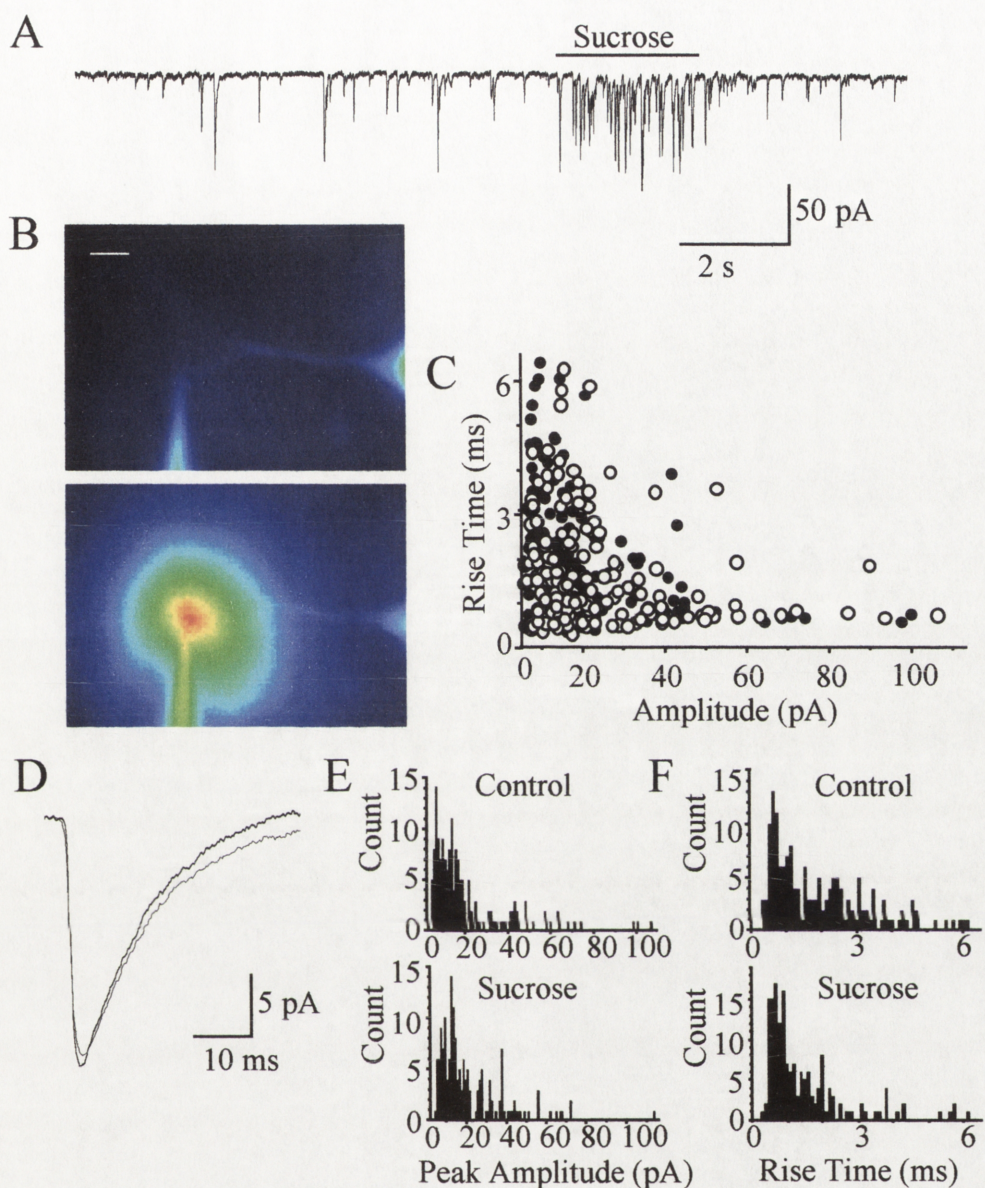 A
Sucrose
50 pA
2 s
B
C
Rise Time (ms)
6
3
0
0 20 40 60 80 100
Amplitude (pA)
D
5 pA
10 ms
E
Control
Count
15
10
5
0
0 20 40 60 80 100
Sucrose
Count
15
10
5
0
0 20 40 60 80 100
Peak Amplitude (pA)
F
Control
Count
15
10
5
0
0 3 6
Sucrose
Count
15
10
5
0
0 3 6
Rise Time (ms)